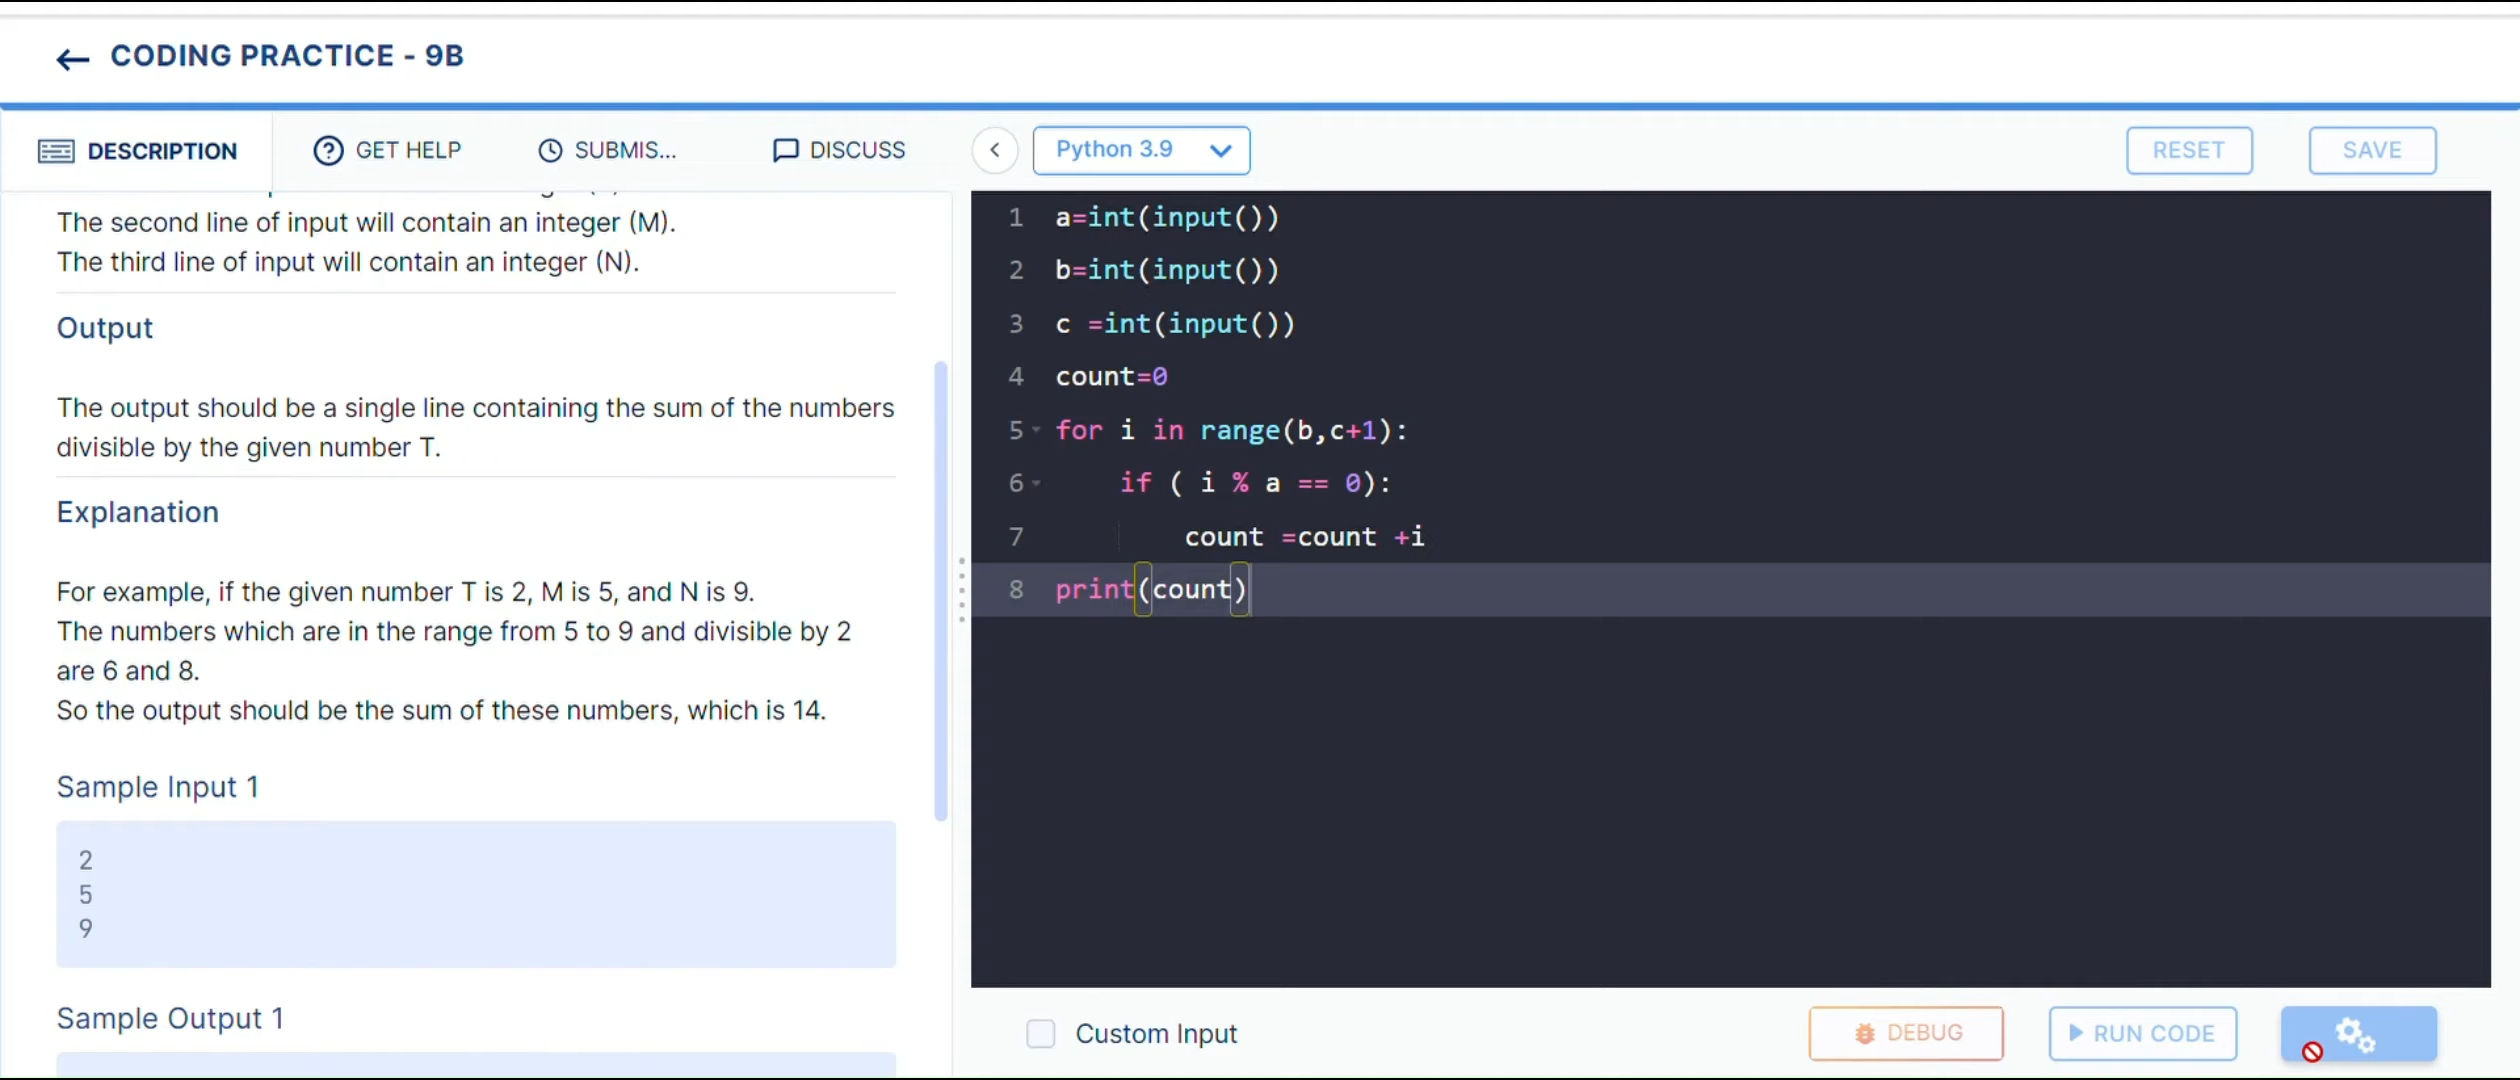 CODING PRACTICE - 9B
DESCRIPTION
GET HELP
SUBMIS...
DISCUSS
Python 3.9
RESET
SAVE
The second line of input will contain an integer (M).
The third line of input will contain an integer (N).
Output
The output should be a single line containing the sum of the numbers
divisible by the given number T.
Explanation
For example, if the given number T is 2, M is 5, and N is 9.
The numbers which are in the range from 5 to 9 and divisible by 2
are 6 and 8.
So the output should be the sum of these numbers, which is 14.
Sample Input 1
2
5
9
Sample Output 1
1 a=int(input())
2 b=int(input())
3 c =int(input())
4 count=0
5 for i in range(b,c+1):
6 if ( i % a == 0):
7 count =count +i
8 print(count)
Custom Input
DEBUG
RUN CODE